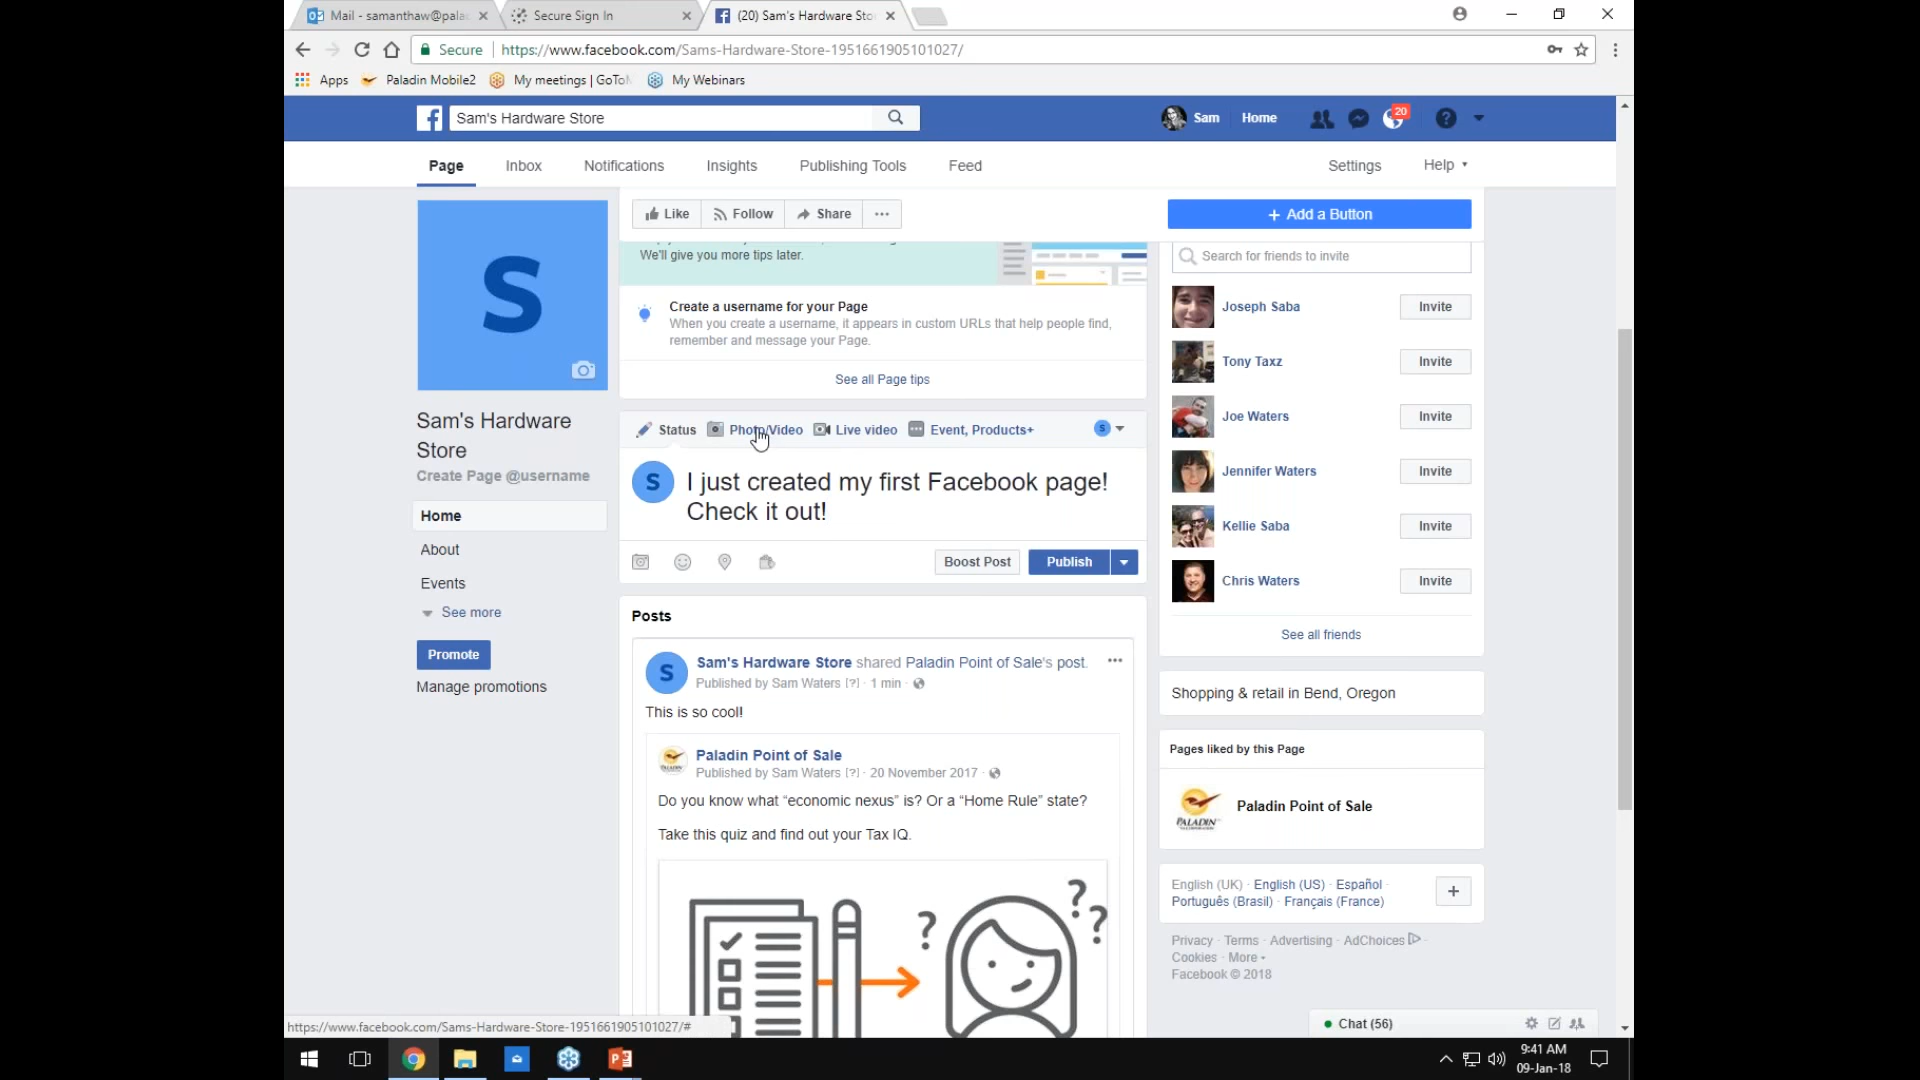 Mail - samanthaw@pala
Secure Sign In
(20) Sam's Hardware Sto
Secure
https://www.facebook.com/Sams-Hardware-Store-1951661905101027/
Apps
Paladin Mobile2
My meetings | GoTo
My Webinars
Sam's Hardware Store
Sam
Home
20
Page
Inbox
Notifications
Insights
Publishing Tools
Feed
Settings
Help
Like
Follow
Share
+ Add a Button
S
Sam's Hardware
Store
Create Page @username
Home
About
Events
See more
Promote
Manage promotions
We'll give you more tips later.
Create a username for your Page
When you create a username, it appears in custom URLs that help people find,
remember and message your Page.
See all Page tips
Status
Photo/Video
Live video
Event, Products+
S
S
I just created my first Facebook page!
Check it out!
Boost Post
Publish
Posts
S
Sam's Hardware Store shared Paladin Point of Sale's post.
Published by Sam Waters [?] · 1 min ·
This is so cool!
PALADIN
Paladin Point of Sale
Published by Sam Waters [?] · 20 November 2017 ·
Do you know what “economic nexus” is? Or a “Home Rule” state?
Take this quiz and find out your Tax IQ.
? ? ?
Search for friends to invite
Joseph Saba
Invite
Tony Taxz
Invite
Joe Waters
Invite
Jennifer Waters
Invite
Kellie Saba
Invite
Chris Waters
Invite
See all friends
Shopping & retail in Bend, Oregon
Pages liked by this Page
PALADIN
Paladin Point of Sale
English (UK) · English (US) · Español ·
Português (Brasil) · Français (France)
+
Privacy · Terms · Advertising · AdChoices ·
Cookies · More
Facebook © 2018
Chat (56)
https://www.facebook.com/Sams-Hardware-Store-1951661905101027/#
9:41 AM
09-Jan-18